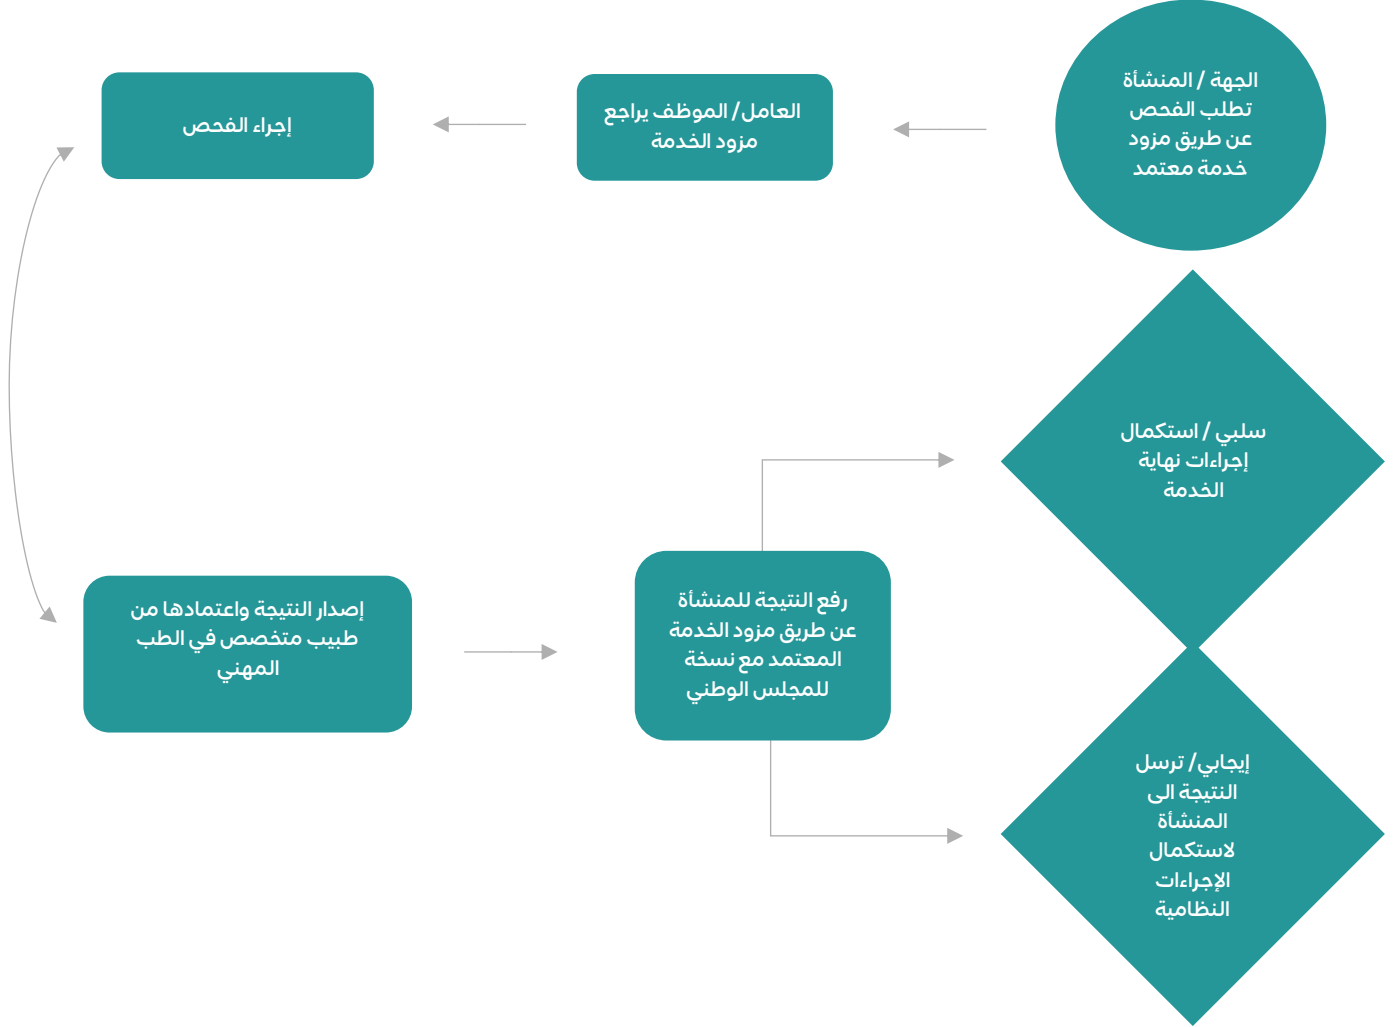 الجهة / المنشأة
تطلب الفحص
عن طريق مزود
خدمة معتمد
العامل/ الموظف يراجع
مزود الخدمة
إجراء الفحص
إصدار النتيجة واعتمادها من
طبيب متخصص في الطب
المهني
رفع النتيجة للمنشأة
عن طريق مزود الخدمة
المعتمد مع نسخة
للمجلس الوطني
سلبي / استكمال
إجراءات نهاية
الخدمة
إيجابي/ ترسل
النتيجة الى
المنشأة
لاستكمال
الإجراءات
النظامية